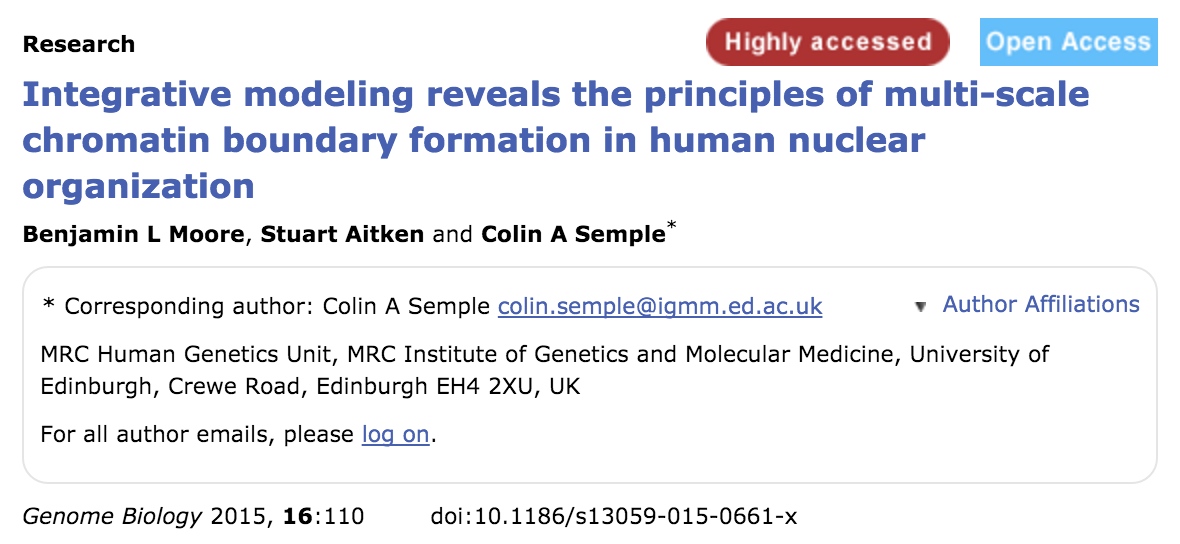 Research
Highly accessed
Open Access
Integrative modeling reveals the principles of multi-scale
chromatin boundary formation in human nuclear
organization
Benjamin L Moore, Stuart Aitken and Colin A Semple*
* Corresponding author: Colin A Semple colin.semple@igmm.ed.ac.uk
▼ Author Affiliations
MRC Human Genetics Unit, MRC Institute of Genetics and Molecular Medicine, University of
Edinburgh, Crewe Road, Edinburgh EH4 2XU, UK
For all author emails, please log on.
Genome Biology 2015, 16:110 doi:10.1186/s13059-015-0661-x